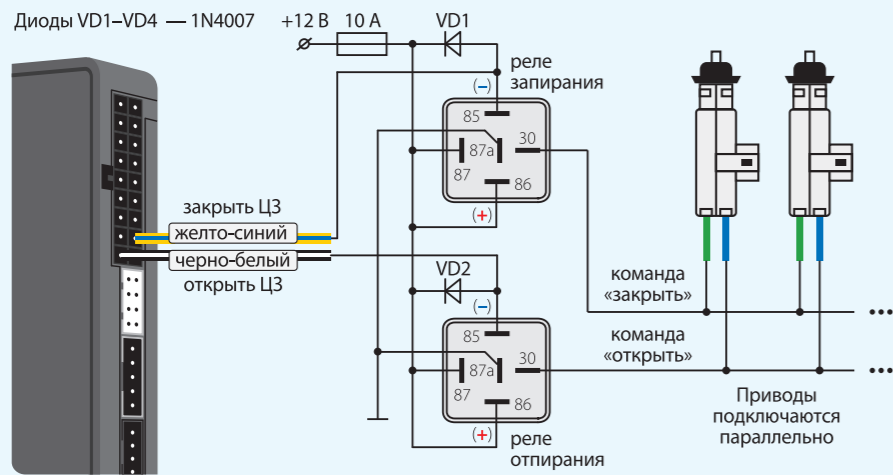 Диоды VD1–VD4 — 1N4007
+12 В
10 А
VD1
реле
запирания
(–)
85
30
87a
87
86
(+)
закрыть ЦЗ
желто-синий
черно-белый
открыть ЦЗ
VD2
(–)
команда
«закрыть»
85
30
87a
87
86
(+)
команда
«открыть»
реле
отпирания
Приводы
подключаются
параллельно